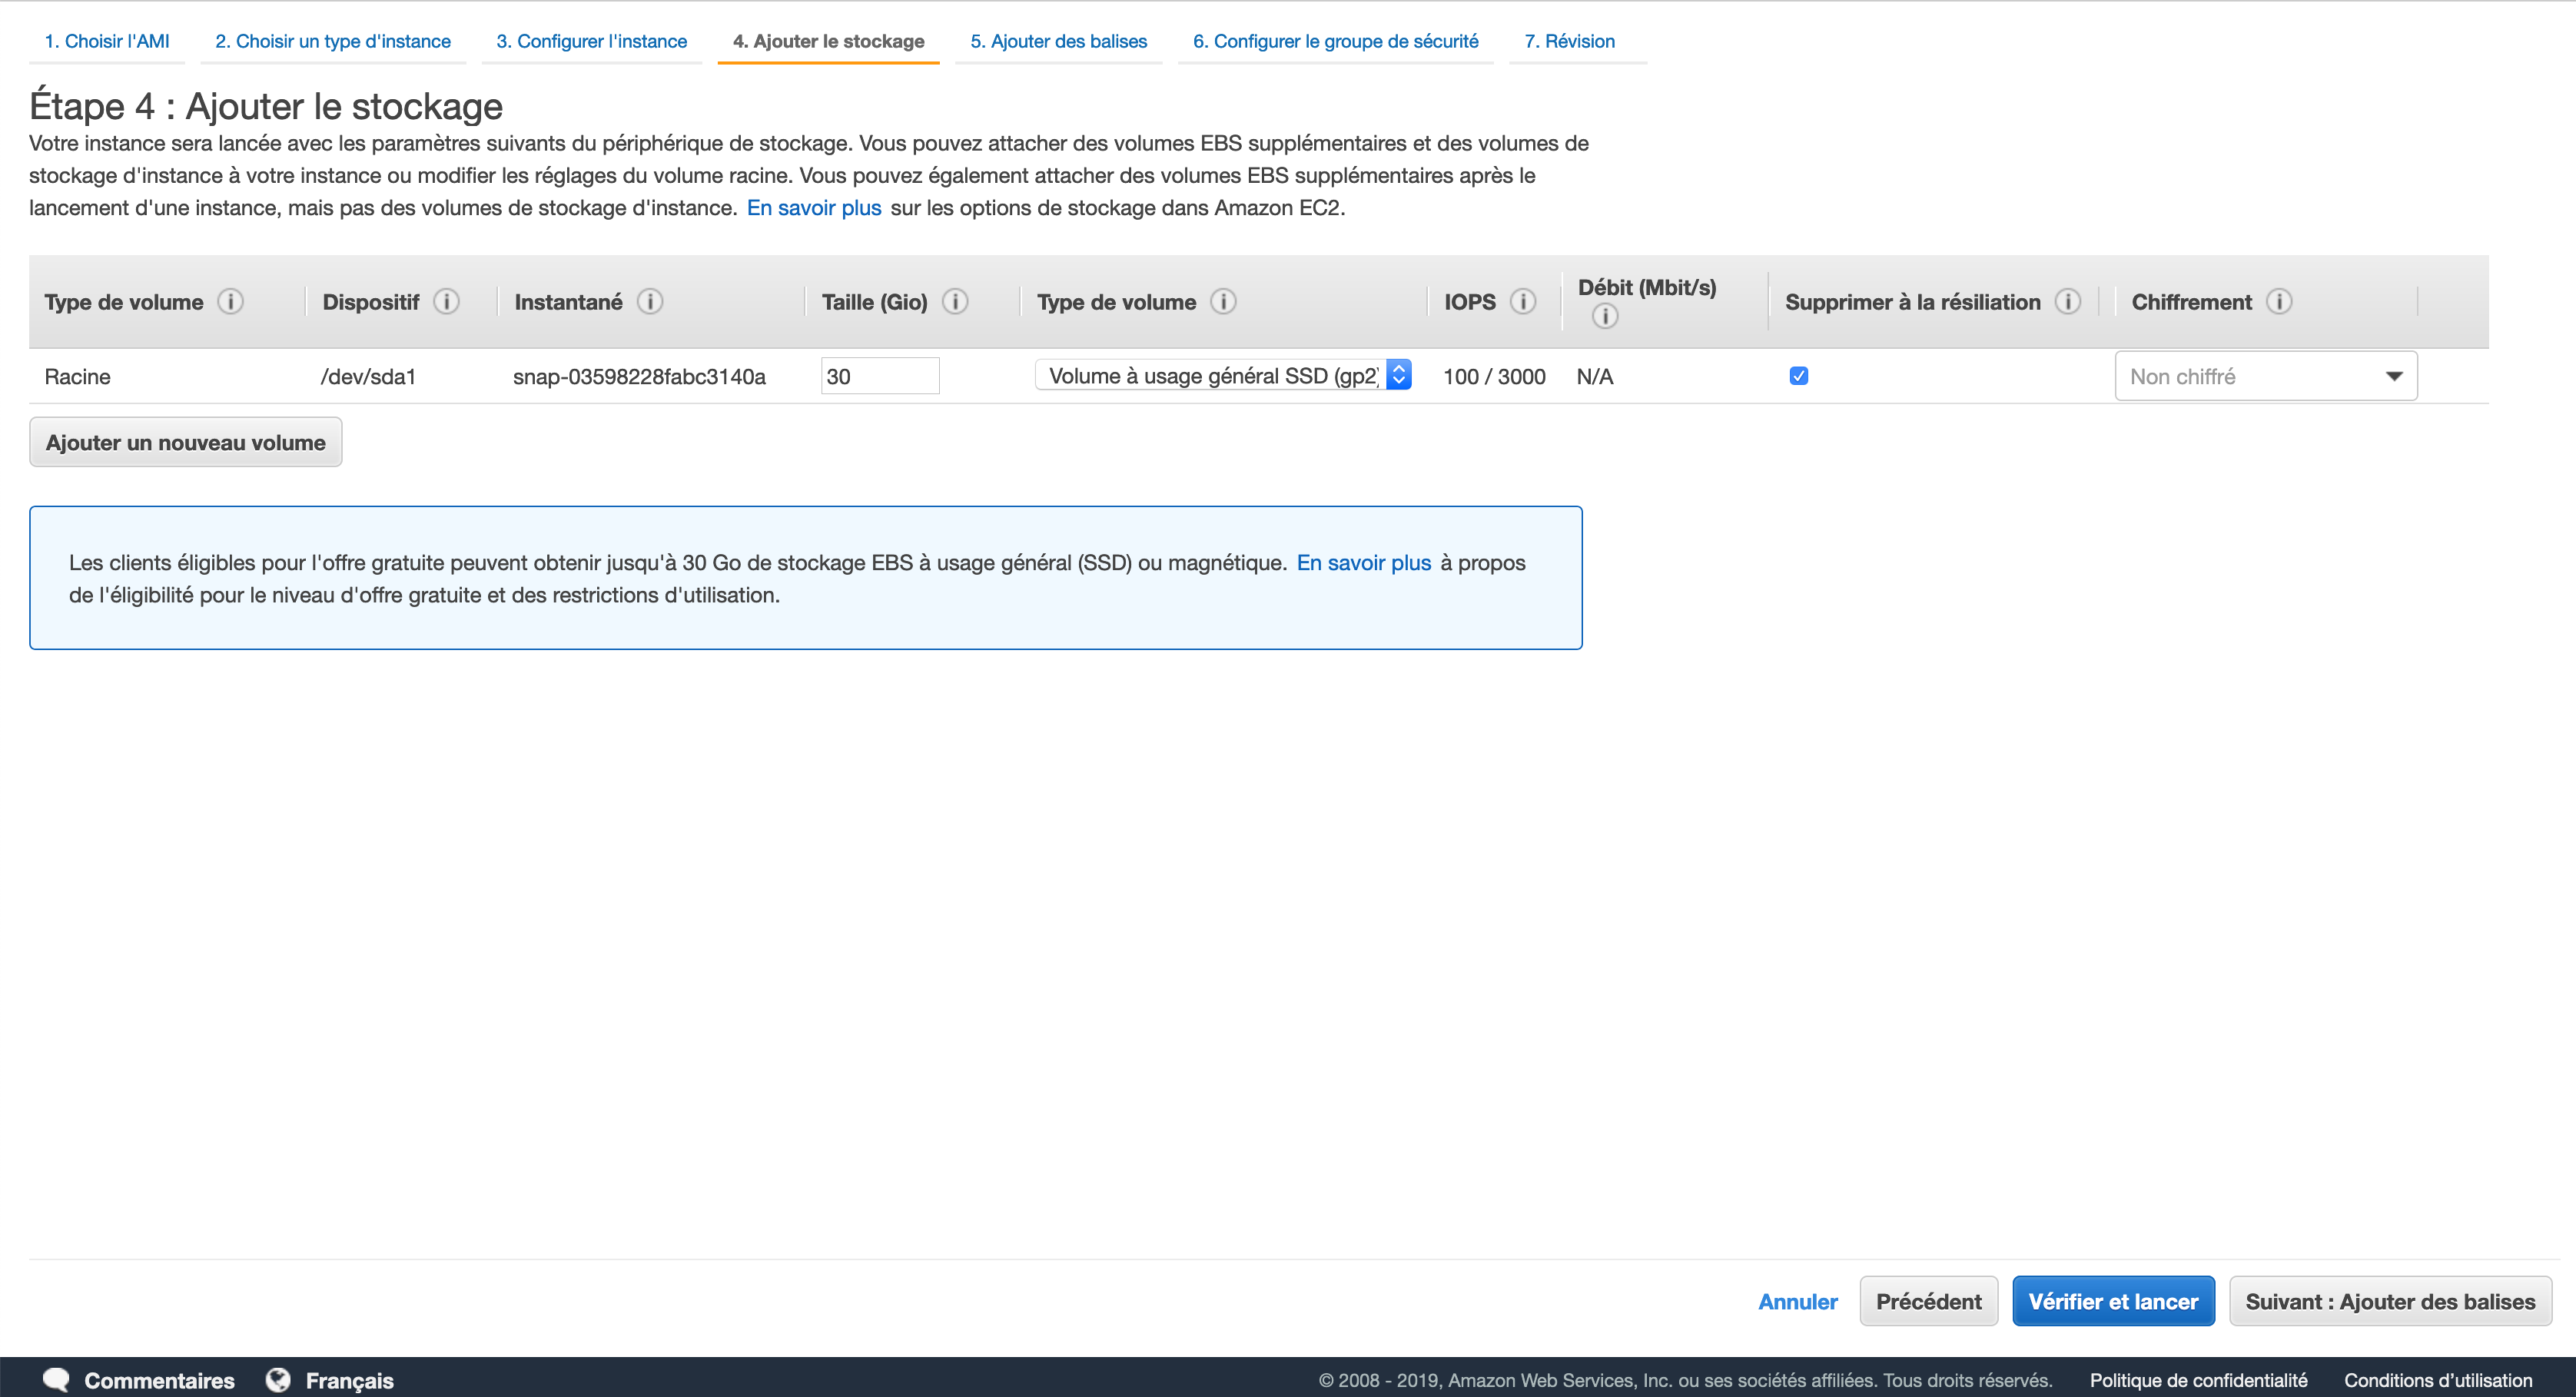 1. Choisir l'AMI 2. Choisir un type d'instance 3. Configurer l'instance 4. Ajouter le stockage 5. Ajouter des balises 6. Configurer le groupe de sécurité 7. Révision
Étape 4 : Ajouter le stockage
Votre instance sera lancée avec les paramètres suivants du périphérique de stockage. Vous pouvez attacher des volumes EBS supplémentaires et des volumes de
stockage d'instance à votre instance ou modifier les réglages du volume racine. Vous pouvez également attacher des volumes EBS supplémentaires après le
lancement d'une instance, mais pas des volumes de stockage d'instance. En savoir plus sur les options de stockage dans Amazon EC2.
Type de volume Dispositif Instantané Taille (Gio) Type de volume IOPS Débit (Mbit/s) Supprimer à la résiliation Chiffrement
Racine /dev/sda1 snap-03598228fabc3140a 30 Volume à usage général SSD (gp2) 100 / 3000 N/A Non chiffré
Ajouter un nouveau volume
Les clients éligibles pour l'offre gratuite peuvent obtenir jusqu'à 30 Go de stockage EBS à usage général (SSD) ou magnétique. En savoir plus à propos
de l'éligibilité pour le niveau d'offre gratuite et des restrictions d'utilisation.
Annuler Précédent Vérifier et lancer Suivant : Ajouter des balises
Commentaires Français © 2008 - 2019, Amazon Web Services, Inc. ou ses sociétés affiliées. Tous droits réservés. Politique de confidentialité Conditions d’utilisation